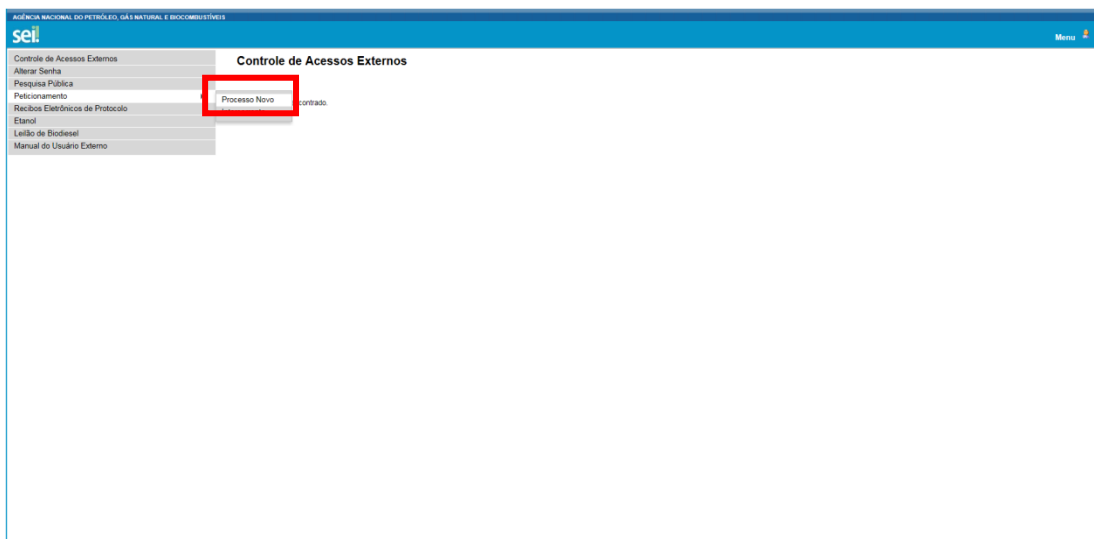 AGÊNCIA NACIONAL DO PETRÓLEO, GÁS NATURAL E BIOCOMBUSTÍVEIS
sei!
Menu
Controle de Acessos Externos
Alterar Senha
Pesquisa Pública
Peticionamento
Recibos Eletrônicos de Protocolo
Etanol
Leilão de Biodiesel
Manual do Usuário Externo
Controle de Acessos Externos
Processo Novo
contrado.